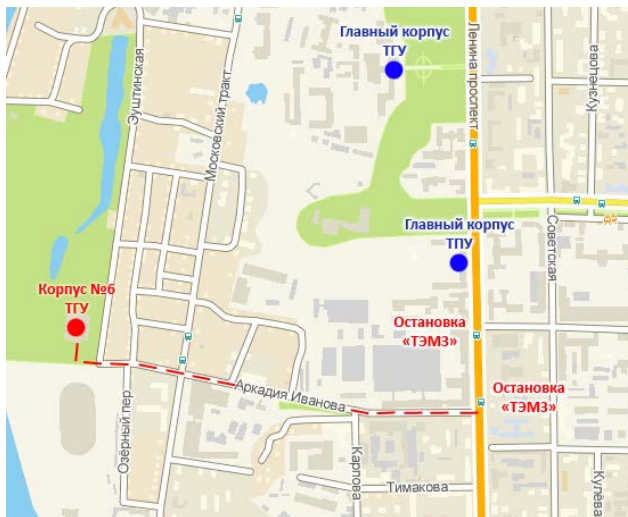 Главный корпус
ТГУ
Ленина проспект
Кузнецова
Эуштинская
Московский тракт
Главный корпус
ТПУ
Советская
Корпус №6
ТГУ
Остановка
«ТЭМЗ»
Аркадия Иванова
Остановка
«ТЭМЗ»
Озёрный пер
Карпова
Тимакова
Кулёва